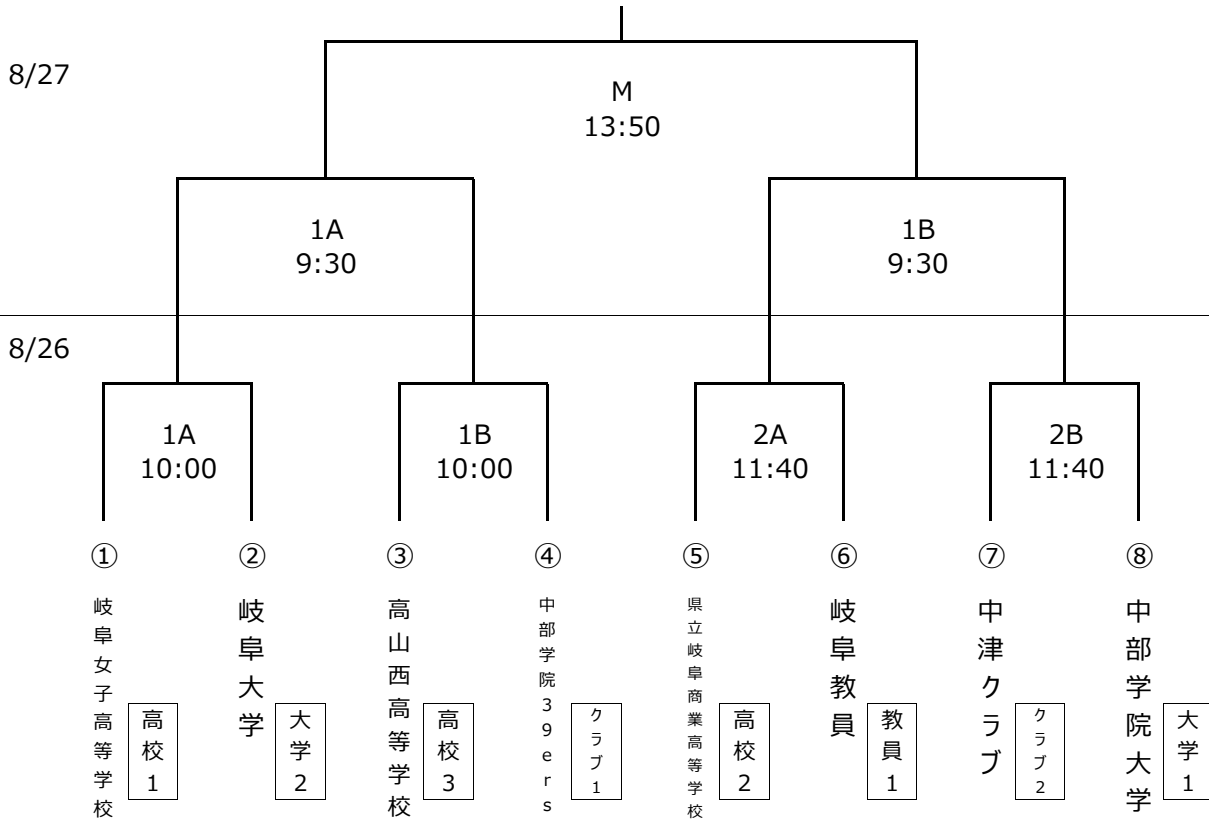 8/27
M
13:50
1A
9:30
1B
9:30
8/26
1A
10:00
1B
10:00
2A
11:40
2B
11:40
①
②
③
④
⑤
⑥
⑦
⑧
岐阜女子高等学校
高校1
岐阜大学
大学2
高山西高等学校
高校3
中部学院39ers
クラブ1
県立岐阜商業高等学校
高校2
岐阜教員
教員1
中津クラブ
クラブ2
中部学院大学
大学1